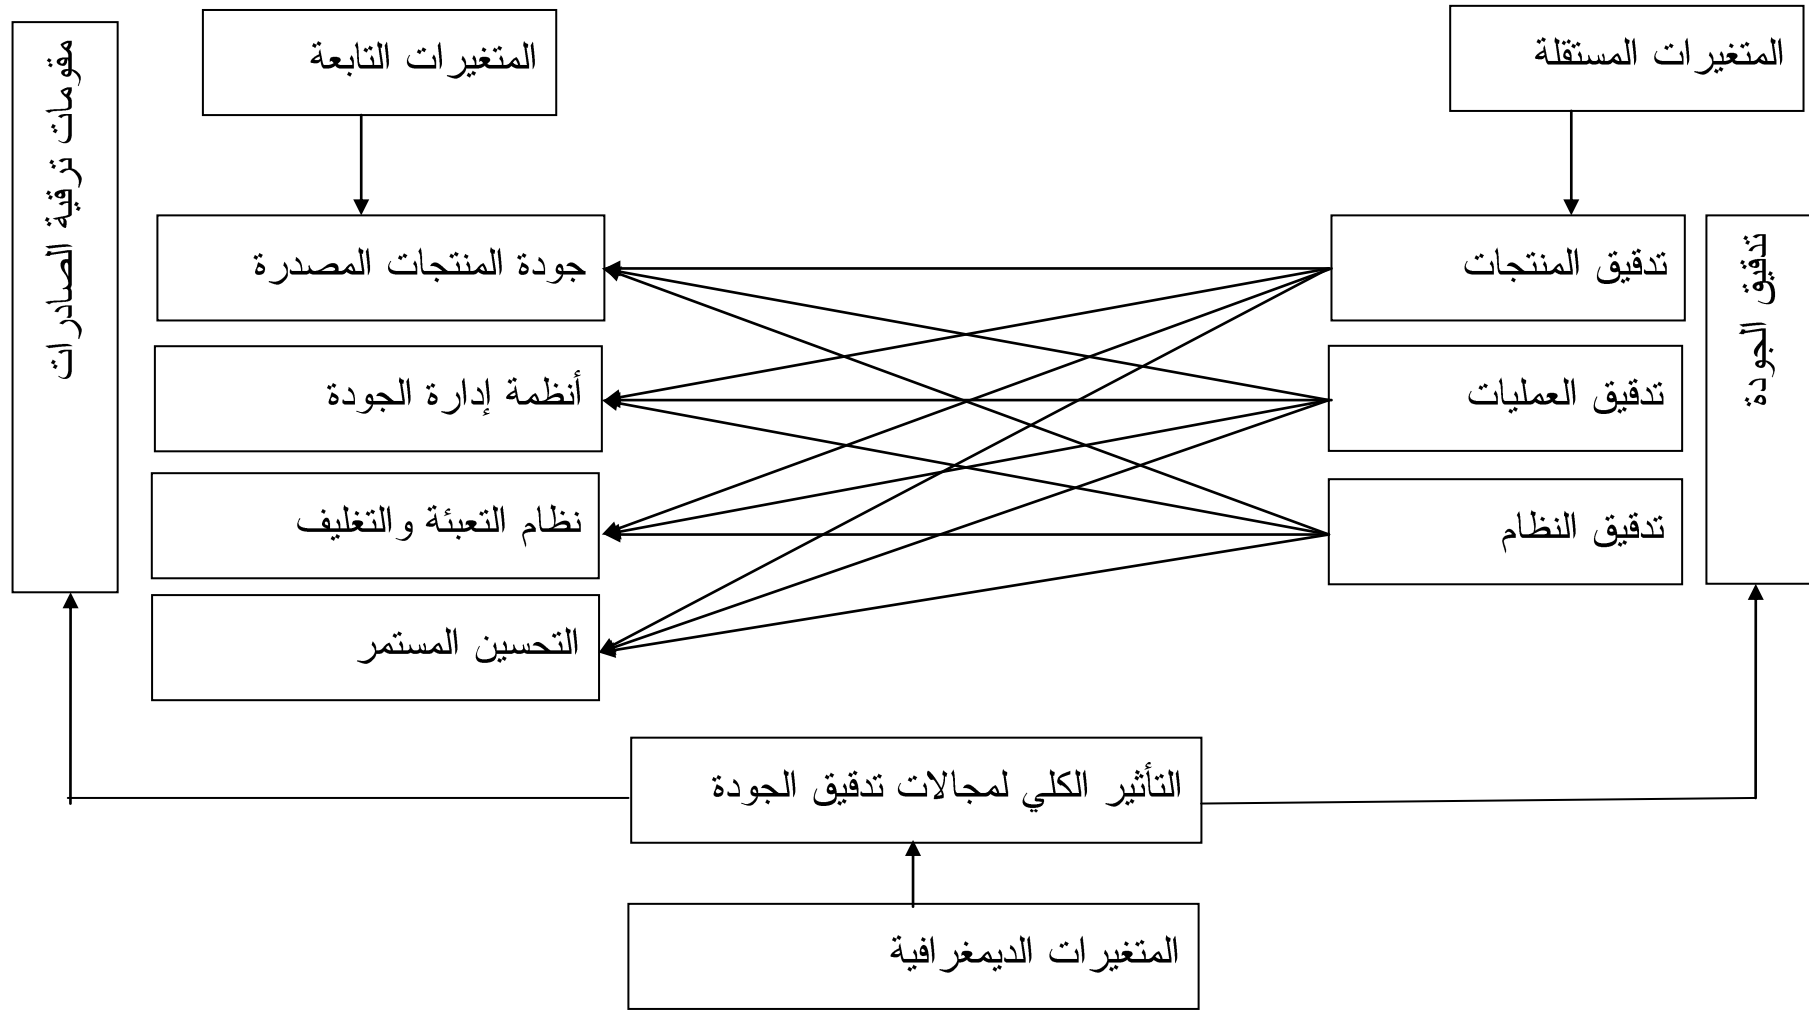 المتغيرات المستقلة
المتغيرات التابعة
تدقيق الجودة
تدقيق المنتجات
جودة المنتجات المصدرة
مقومات ترقية الصادرات
تدقيق العمليات
أنظمة إدارة الجودة
تدقيق النظام
نظام التعبئة والتغليف
التحسين المستمر
التأثير الكلي لمجالات تدقيق الجودة
المتغيرات الديمغرافية